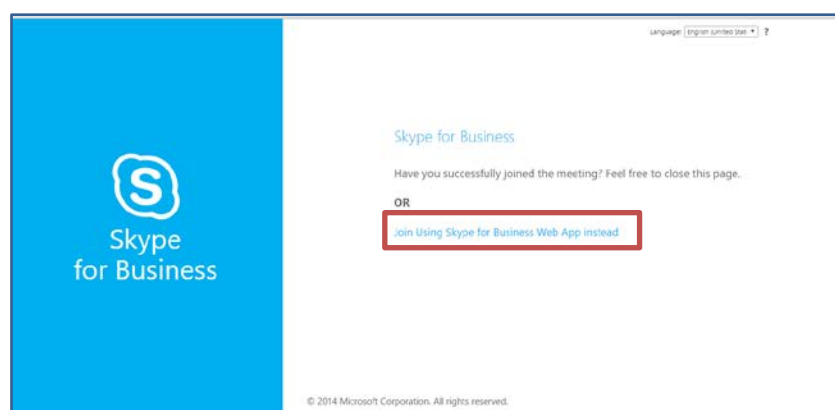 Language: English (United Stat ?
Skype for Business
Have you successfully joined the meeting? Feel free to close this page.
OR
Join Using Skype for Business Web App instead
S
Skype
for Business
© 2014 Microsoft Corporation. All rights reserved.